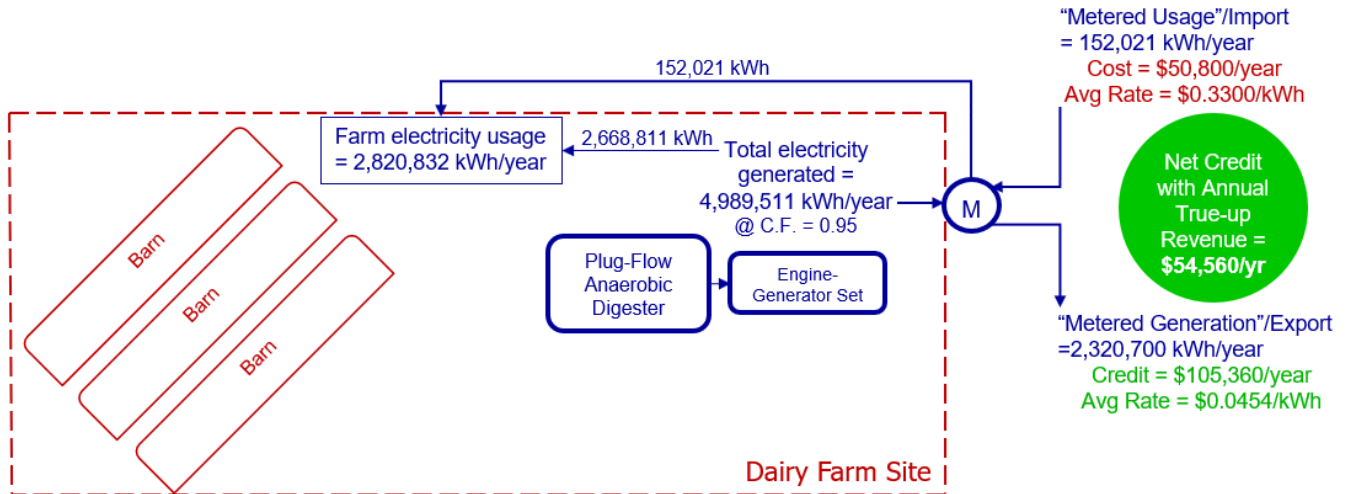 “Metered Usage”/Import
= 152,021 kWh/year
Cost = $50,800/year
Avg Rate = $0.3300/kWh
152,021 kWh
Farm electricity usage
= 2,820,832 kWh/year
2,668,811 kWh
Total electricity
generated =
4,989,511 kWh/year
@ C.F. = 0.95
M
Net Credit
with Annual
True-up
Revenue =
$54,560/yr
Barn
Barn
Barn
Plug-Flow
Anaerobic
Digester
Engine-
Generator Set
“Metered Generation”/Export
=2,320,700 kWh/year
Credit = $105,360/year
Avg Rate = $0.0454/kWh
Dairy Farm Site